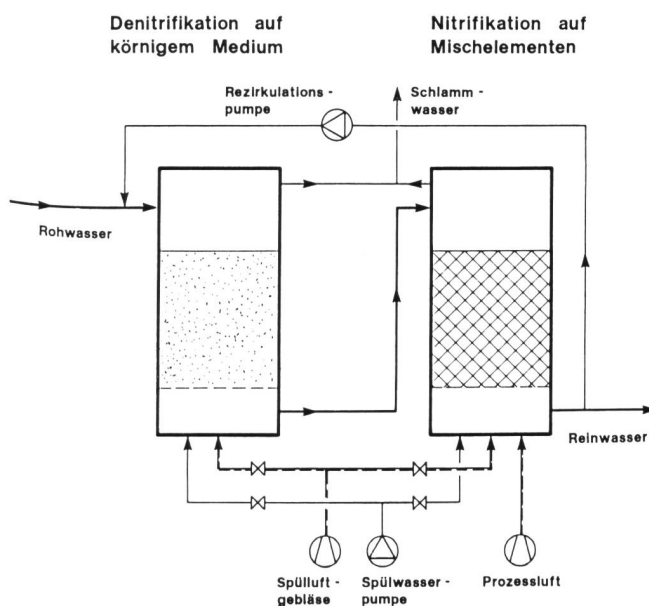 Denitrifikation auf
körnigem Medium
Nitrifikation auf
Mischelementen
Rezirkulations -
pumpe
Schlamm -
wasser
Rohwasser
Reinwasser
Spülluft -
gebläse
Spülwasser -
pumpe
Prozessluft